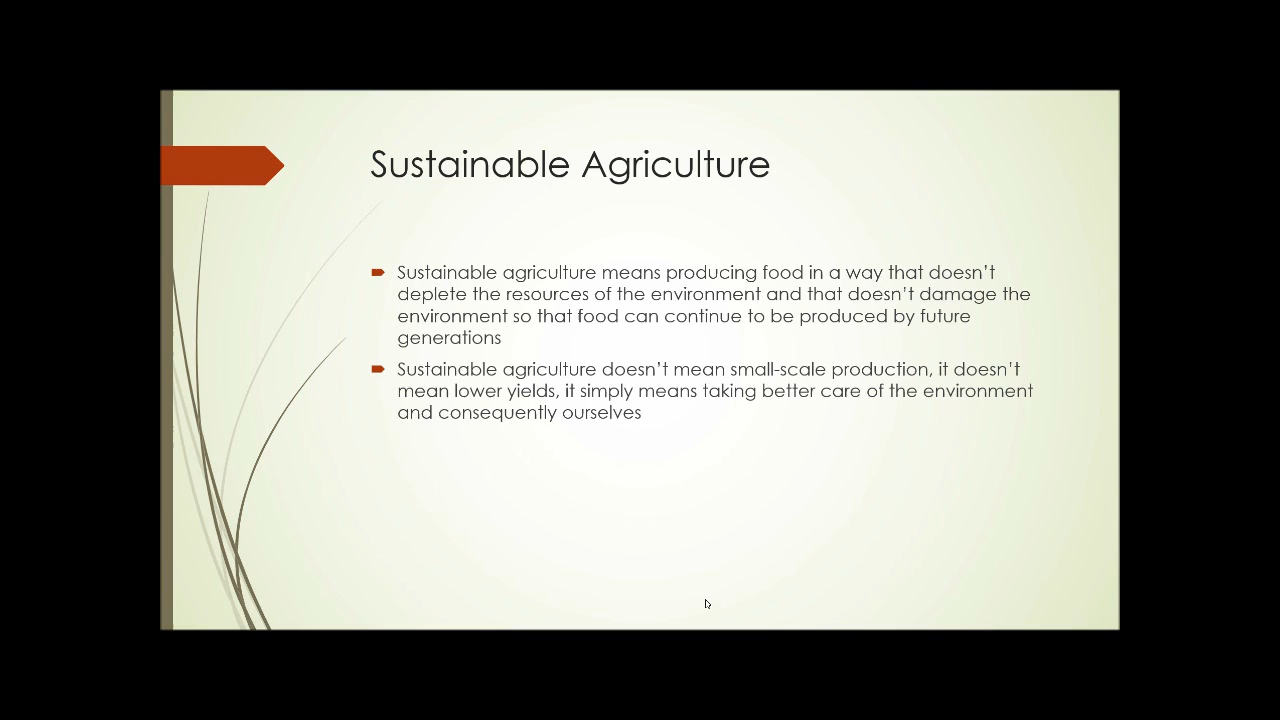 Sustainable Agriculture
Sustainable agriculture means producing food in a way that doesn’t
deplete the resources of the environment and that doesn’t damage the
environment so that food can continue to be produced by future
generations
Sustainable agriculture doesn’t mean small-scale production, it doesn’t
mean lower yields, it simply means taking better care of the environment
and consequently ourselves